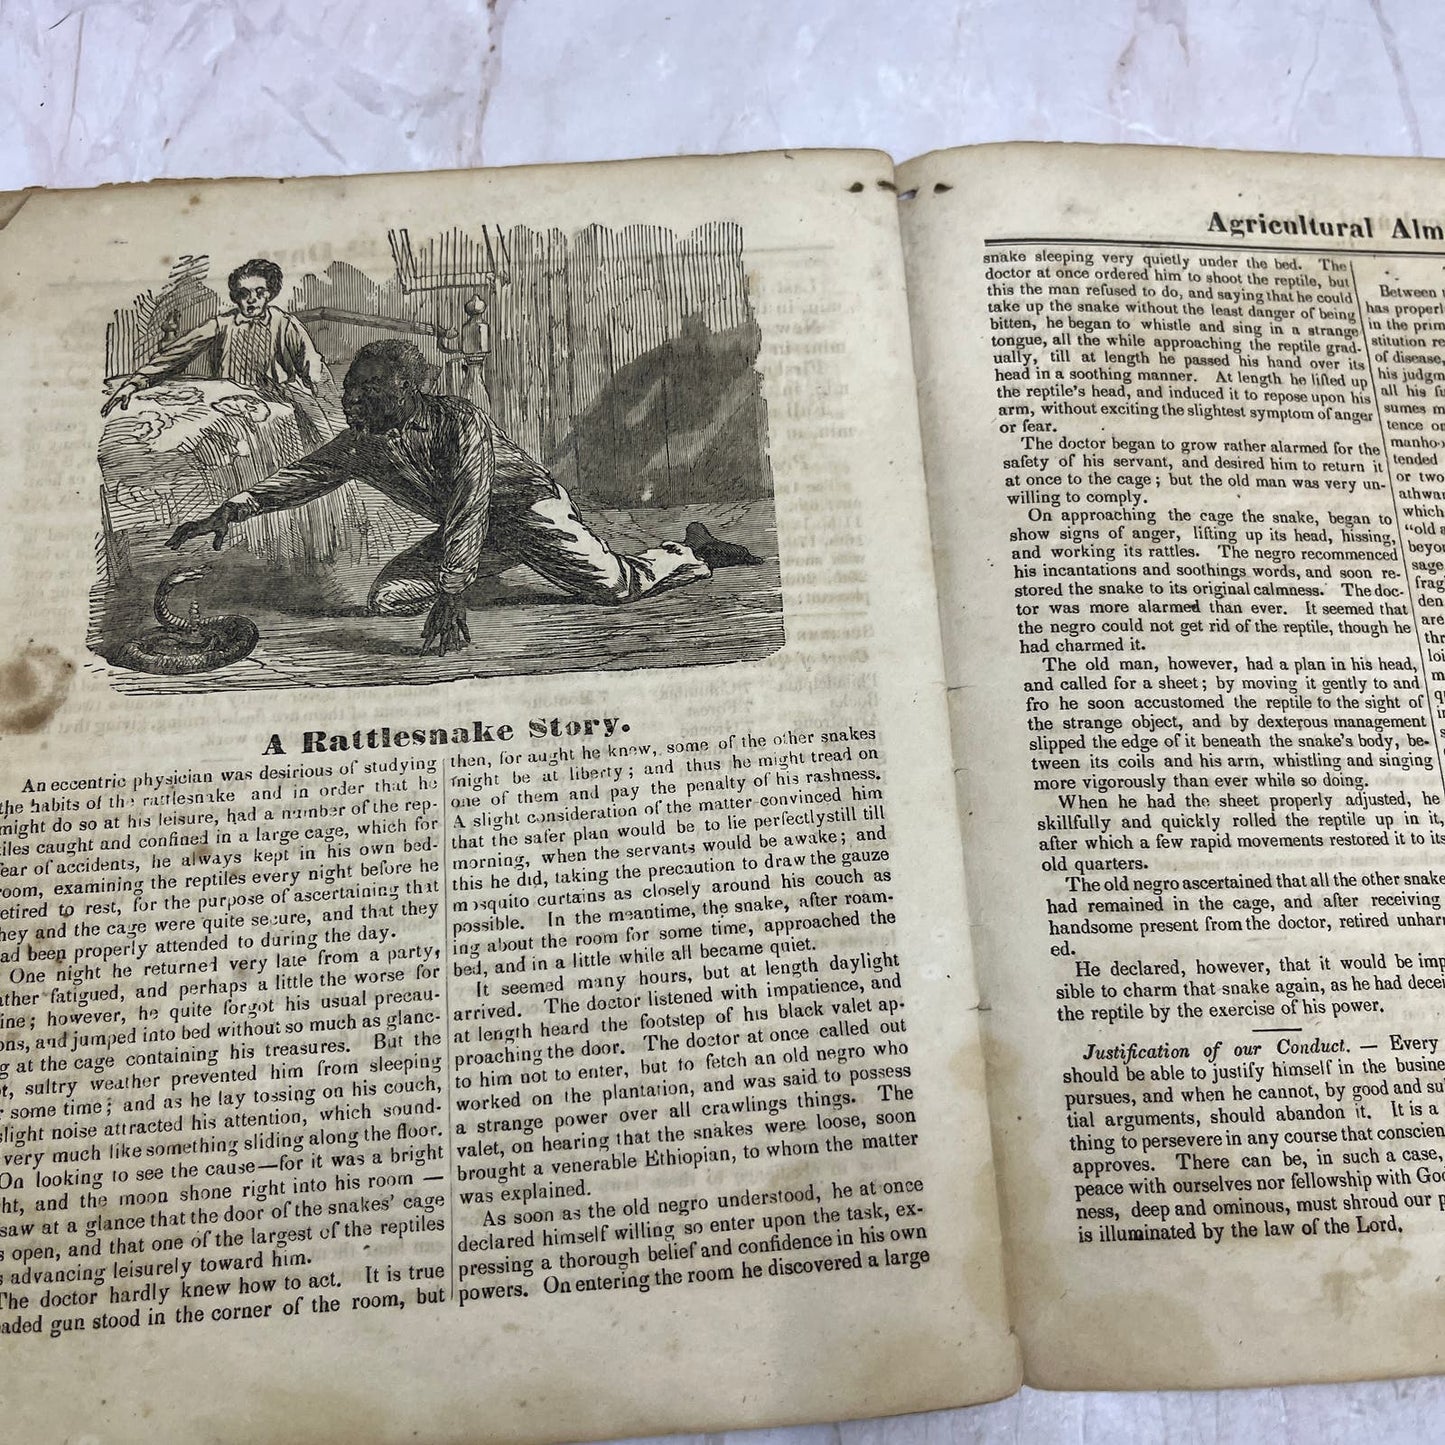 A Rattlesnake Story.
An eccentric physician was desirious of studying
the habits of the rattlesnake and in order that he
might do so at his leisure, had a number of the rep-
tiles caught and confined in a large cage, which for
fear of accidents, he always kept in his own bed-
room, examining the reptiles every night before he
retired to rest, for the purpose of ascertaining that
they and the cage were quite secure, and that they
had been properly attended to during the day.
One night he returned very late from a party,
rather fatigued, and perhaps a little the worse for
wine; however, he quite forgot his usual precau-
ons, and jumped into bed without so much as glanc-
g at the cage containing his treasures. But the
ot, sultry weather prevented him from sleeping
r some time; and as he lay tossing on his couch,
slight noise attracted his attention, which sound-
very much like something sliding along the floor.
On looking to see the cause—for it was a bright
ht, and the moon shone right into his room —
saw at a glance that the door of the snakes' cage
s open, and that one of the largest of the reptiles
s advancing leisurely toward him.
The doctor hardly knew how to act. It is true
oaded gun stood in the corner of the room, but
then, for aught he knew, some of the other snakes
might be at liberty; and thus he might tread on
one of them and pay the penalty of his rashness.
A slight consideration of the matter convinced him
that the safer plan would be to lie perfectlystill till
morning, when the servants would be awake; and
this he did, taking the precaution to draw the gauze
mosquito curtains as closely around his couch as
possible. In the meantime, the snake, after roam-
ing about the room for some time, approached the
bed, and in a little while all became quiet.
It seemed many hours, but at length daylight
arrived. The doctor listened with impatience, and
at length heard the footstep of his black valet ap-
proaching the door. The doctor at once called out
to him not to enter, but to fetch an old negro who
worked on the plantation, and was said to possess
a strange power over all crawlings things. The
valet, on hearing that the snakes were loose, soon
brought a venerable Ethiopian, to whom the matter
was explained.
As soon as the old negro understood, he at once
declared himself willing so enter upon the task, ex-
pressing a thorough belief and confidence in his own
powers. On entering the room he discovered a large
Agricultural Alm
snake sleeping very quietly under the bed. The
doctor at once ordered him to shoot the reptile, but
this the man refused to do, and saying that he could
take up the snake without the least danger of being
bitten, he began to whistle and sing in a strange
tongue, all the while approaching the reptile grad-
ually, till at length he passed his hand over its
head in a soothing manner. At length he lifted up
the reptile's head, and induced it to repose upon his
arm, without exciting the slightest symptom of anger
or fear.
The doctor began to grow rather alarmed for the
safety of his servant, and desired him to return it
at once to the cage; but the old man was very un-
willing to comply.
On approaching the cage the snake, began to
show signs of anger, lifting up its head, hissing,
and working its rattles. The negro recommenced
his incantations and soothings words, and soon re-
stored the snake to its original calmness. The doc-
tor was more alarmed than ever. It seemed that
the negro could not get rid of the reptile, though he
had charmed it.
The old man, however, had a plan in his head,
and called for a sheet; by moving it gently to and
fro he soon accustomed the reptile to the sight of
the strange object, and by dexterous management
slipped the edge of it beneath the snake's body, be-
tween its coils and his arm, whistling and singing
more vigorously than ever while so doing.
When he had the sheet properly adjusted, he
skillfully and quickly rolled the reptile up in it,
after which a few rapid movements restored it to its
old quarters.
The old negro ascertained that all the other snake
had remained in the cage, and after receiving
handsome present from the doctor, retired unharm
ed.
He declared, however, that it would be imp
sible to charm that snake again, as he had decei
the reptile by the exercise of his power.
Justification of our Conduct. — Every
should be able to justify himself in the busine
pursues, and when he cannot, by good and su
tial arguments, should abandon it. It is a
thing to persevere in any course that conscien
approves. There can be, in such a case,
peace with ourselves nor fellowship with God
ness, deep and ominous, must shroud our p
is illuminated by the law of the Lord.
Between
has properl
in the prim
stitution re
of disease,
his judgm
all his fu
sumes m
tence or
manho
tended
or two
athwar
which
"old a
beyo
sage
frag
den
are
thr
loi
m